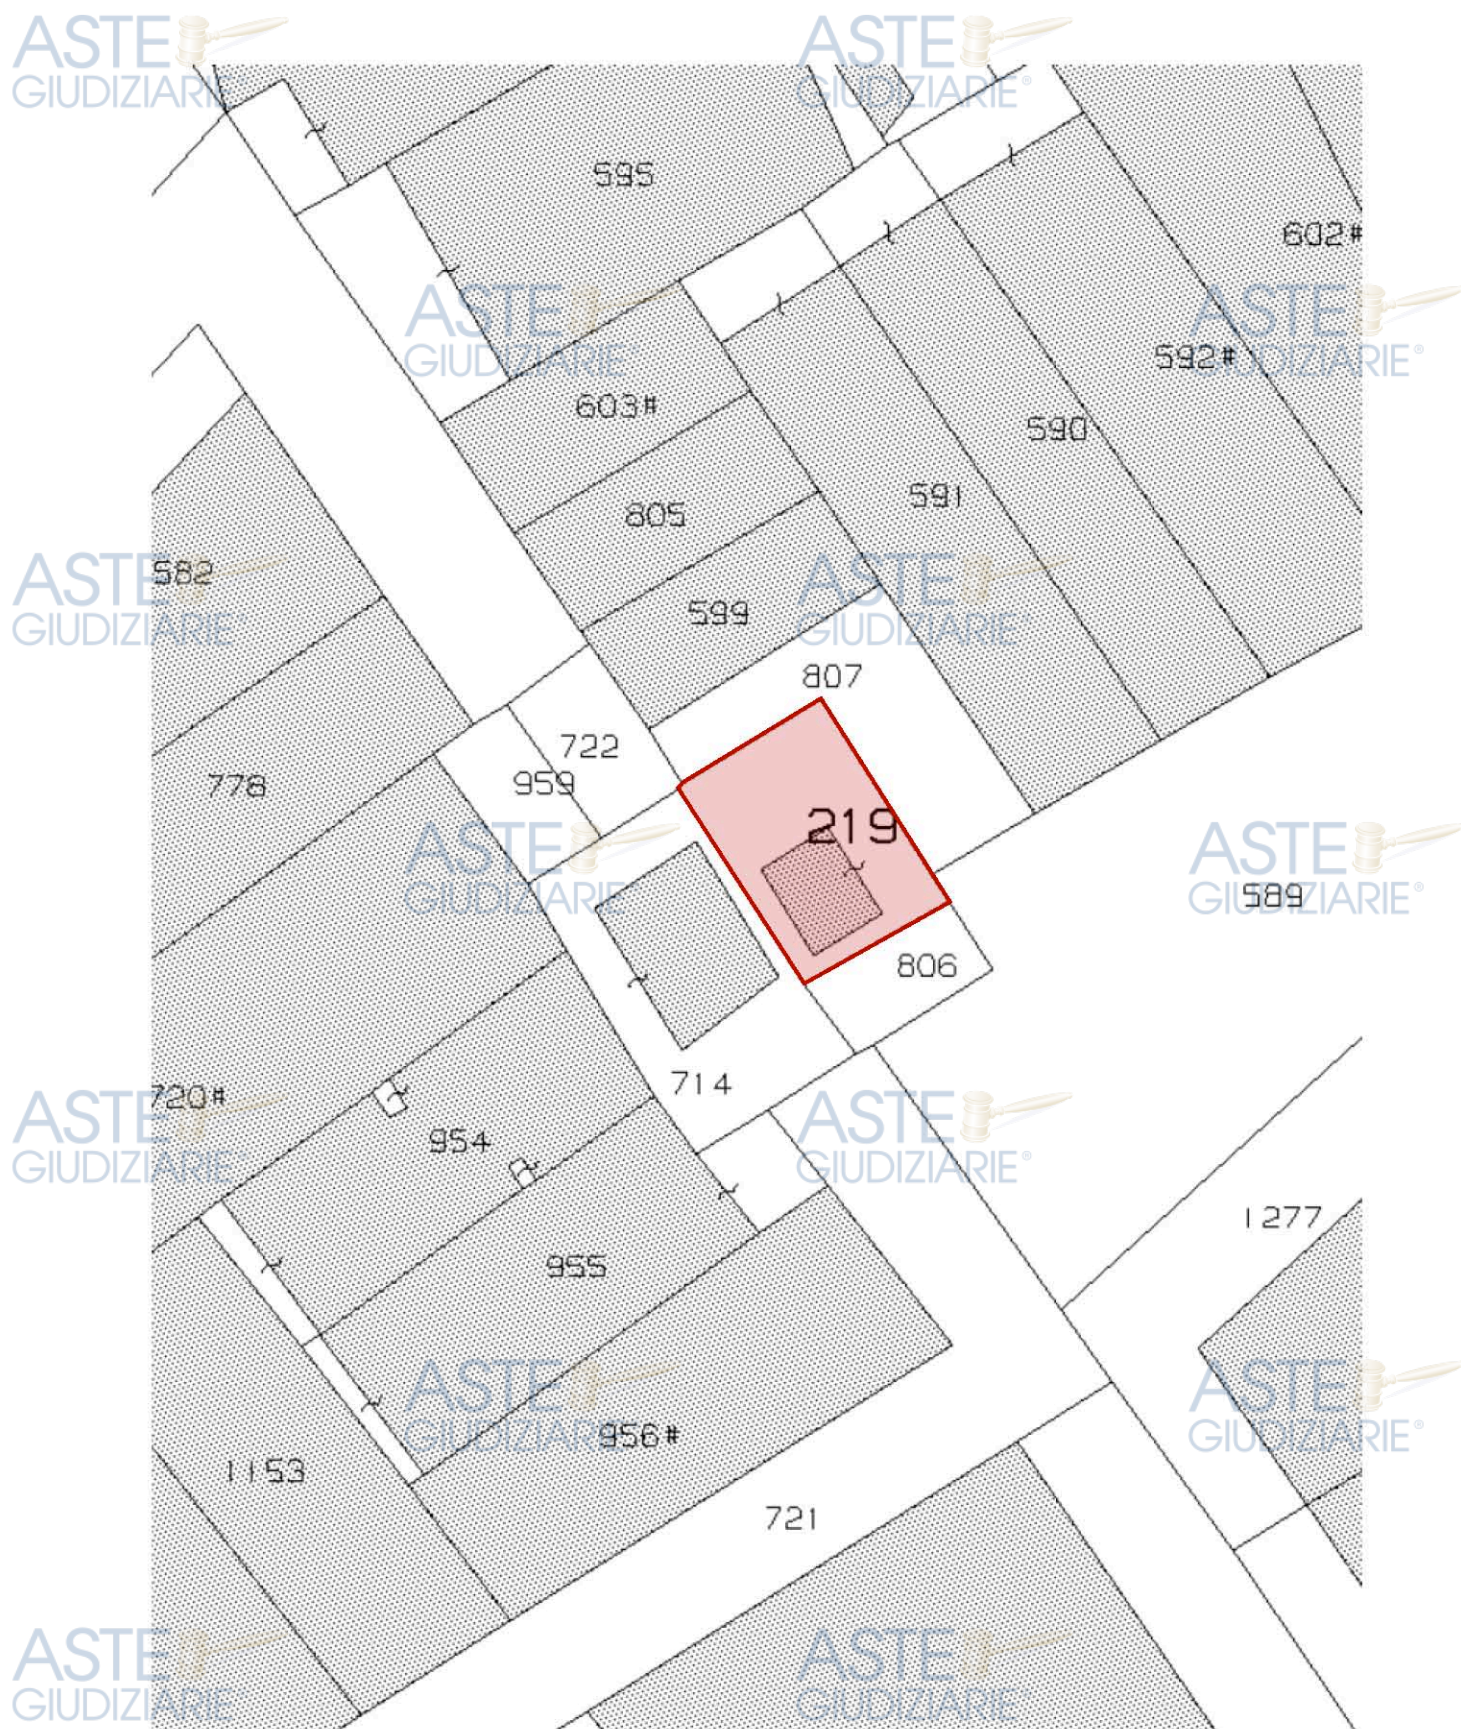 ASTE
GIUDIZIARIE
ASTE
GIUDIZIARIE®
595
602#
ASTE
GIUDIZIARIE
ASTE
GIUDIZIARIE®
592#
603#
590
591
805
ASTE
GIUDIZIARIE
582
599
ASTE
GIUDIZIARIE
807
722
959
778
219
ASTE
GIUDIZIARIE
ASTE
GIUDIZIARIE®
589
806
714
720#
ASTE
GIUDIZIARIE
954
ASTE
GIUDIZIARIE®
1277
955
ASTE
GIUDIZIARIE
956#
ASTE
GIUDIZIARIE®
1153
721
ASTE
GIUDIZIARIE
ASTE
GIUDIZIARIE